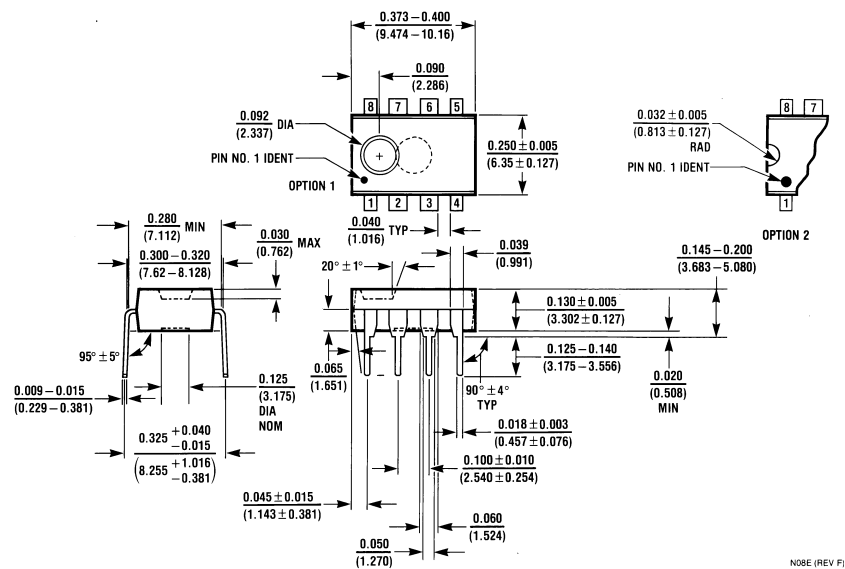 0.373 – 0.400
(9.474 – 10.16)
0.090
(2.286)
8 7 6 5
0.092 DIA
(2.337)
PIN NO. 1 IDENT
OPTION 1
0.250 ± 0.005
(6.35 ± 0.127)
1 2 3 4
0.032 ± 0.005
(0.813 ± 0.127)
RAD
PIN NO. 1 IDENT
8 7
1
OPTION 2
0.280 MIN
(7.112)
0.030 MAX
(0.762)
0.300 – 0.320
(7.62 – 8.128)
0.040 TYP
(1.016)
0.039
(0.991)
20° ± 1°
0.145 – 0.200
(3.683 – 5.080)
0.130 ± 0.005
(3.302 ± 0.127)
95° ± 5°
0.065
(1.651)
0.125 – 0.140
(3.175 – 3.556)
0.020
(0.508)
MIN
90° ± 4°
TYP
0.009 – 0.015
(0.229 – 0.381)
0.125
(3.175)
DIA
NOM
0.018 ± 0.003
(0.457 ± 0.076)
0.325 + 0.040
– 0.015
(8.255 + 1.016
– 0.381)
0.100 ± 0.010
(2.540 ± 0.254)
0.045 ± 0.015
(1.143 ± 0.381)
0.060
(1.524)
0.050
(1.270)
N08E (REV F)